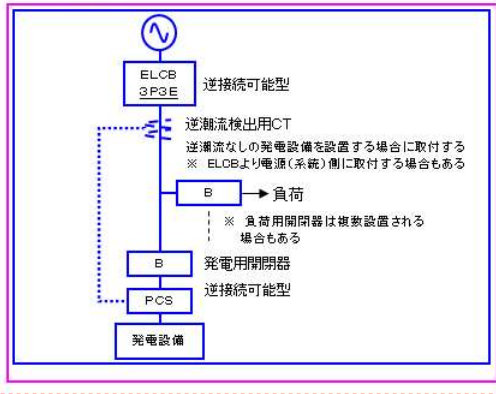 ELCB
3P3E
逆接続可能型
逆潮流検出用CT
逆潮流なしの発電設備を設置する場合に取付する
※ ELCBより電源(系統)側に取付する場合もある
B
負荷
※ 負荷用開閉器は複数設置される
場合もある
B
発電用開閉器
逆接続可能型
PCS
発電設備